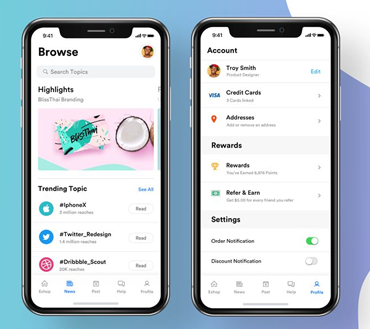 9:41
Browse
Search Topics
Highlights
BlissThai Branding
BlissThai
Trending Topic
See All
#IphoneX
3 million reaches
Read
#Twitter_Redesign
1.4 million reaches
Read
#Dribbble_Scout
20K reaches
Read
Eshop
News
Post
Help
Profile
9:41
Account
Troy Smith
Product Designer
Edit
VISA
Credit Cards
3 Cards linked
Addresses
Add or remove an address
Rewards
Rewards
You've Earned 6,816 Points
Refer & Earn
Get $5.00 for every friend you refer
Settings
Order Notification
Discount Notification
Eshop
News
Post
Help
Profile